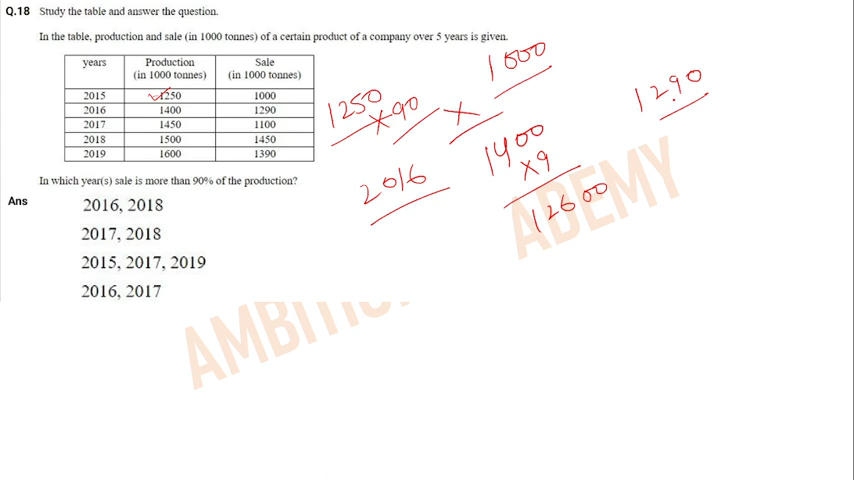 Q.18 Study the table and answer the question.
In the table, production and sale (in 1000 tonnes) of a certain product of a company over 5 years is given.
years Production Sale
(in 1000 tonnes) (in 1000 tonnes)
2015 1250 1000
2016 1400 1290
2017 1450 1100
2018 1500 1450
2019 1600 1390
In which year(s) sale is more than 90% of the production?
Ans
2016, 2018
2017, 2018
2015, 2017, 2019
2016, 2017
1250 × 90
1000
2016
1400
×9
12600
1290
AMBITIO
ADEMY